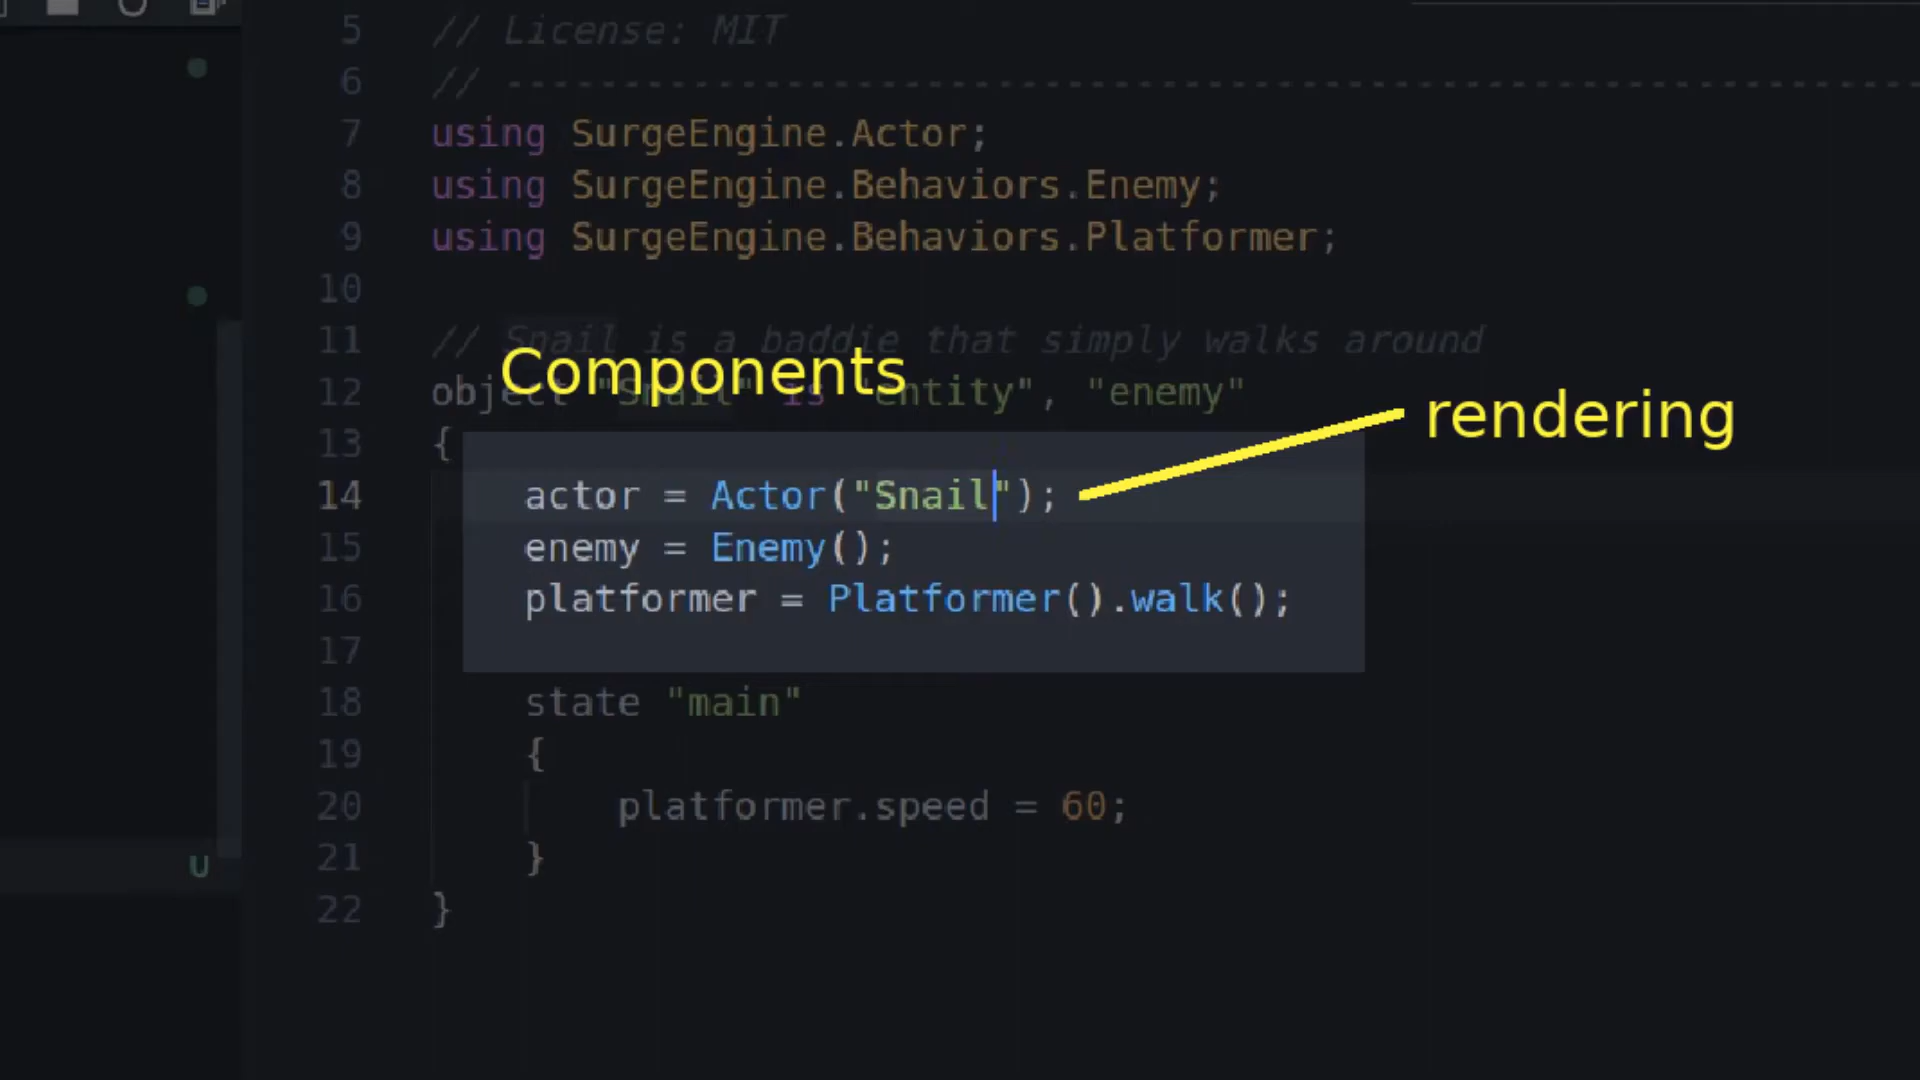 5 // License: MIT
6 // ------------------------------------------------------------
7 using SurgeEngine.Actor;
8 using SurgeEngine.Behaviors.Enemy;
9 using SurgeEngine.Behaviors.Platformer;
10
11 // Snail is a baddie that simply walks around
Components
12 object "Snail" is "entity", "enemy"
rendering
13 {
14 actor = Actor("Snail");
15 enemy = Enemy();
16 platformer = Platformer().walk();
17
18 state "main"
19 {
20 platformer.speed = 60;
21 }
U
22 }